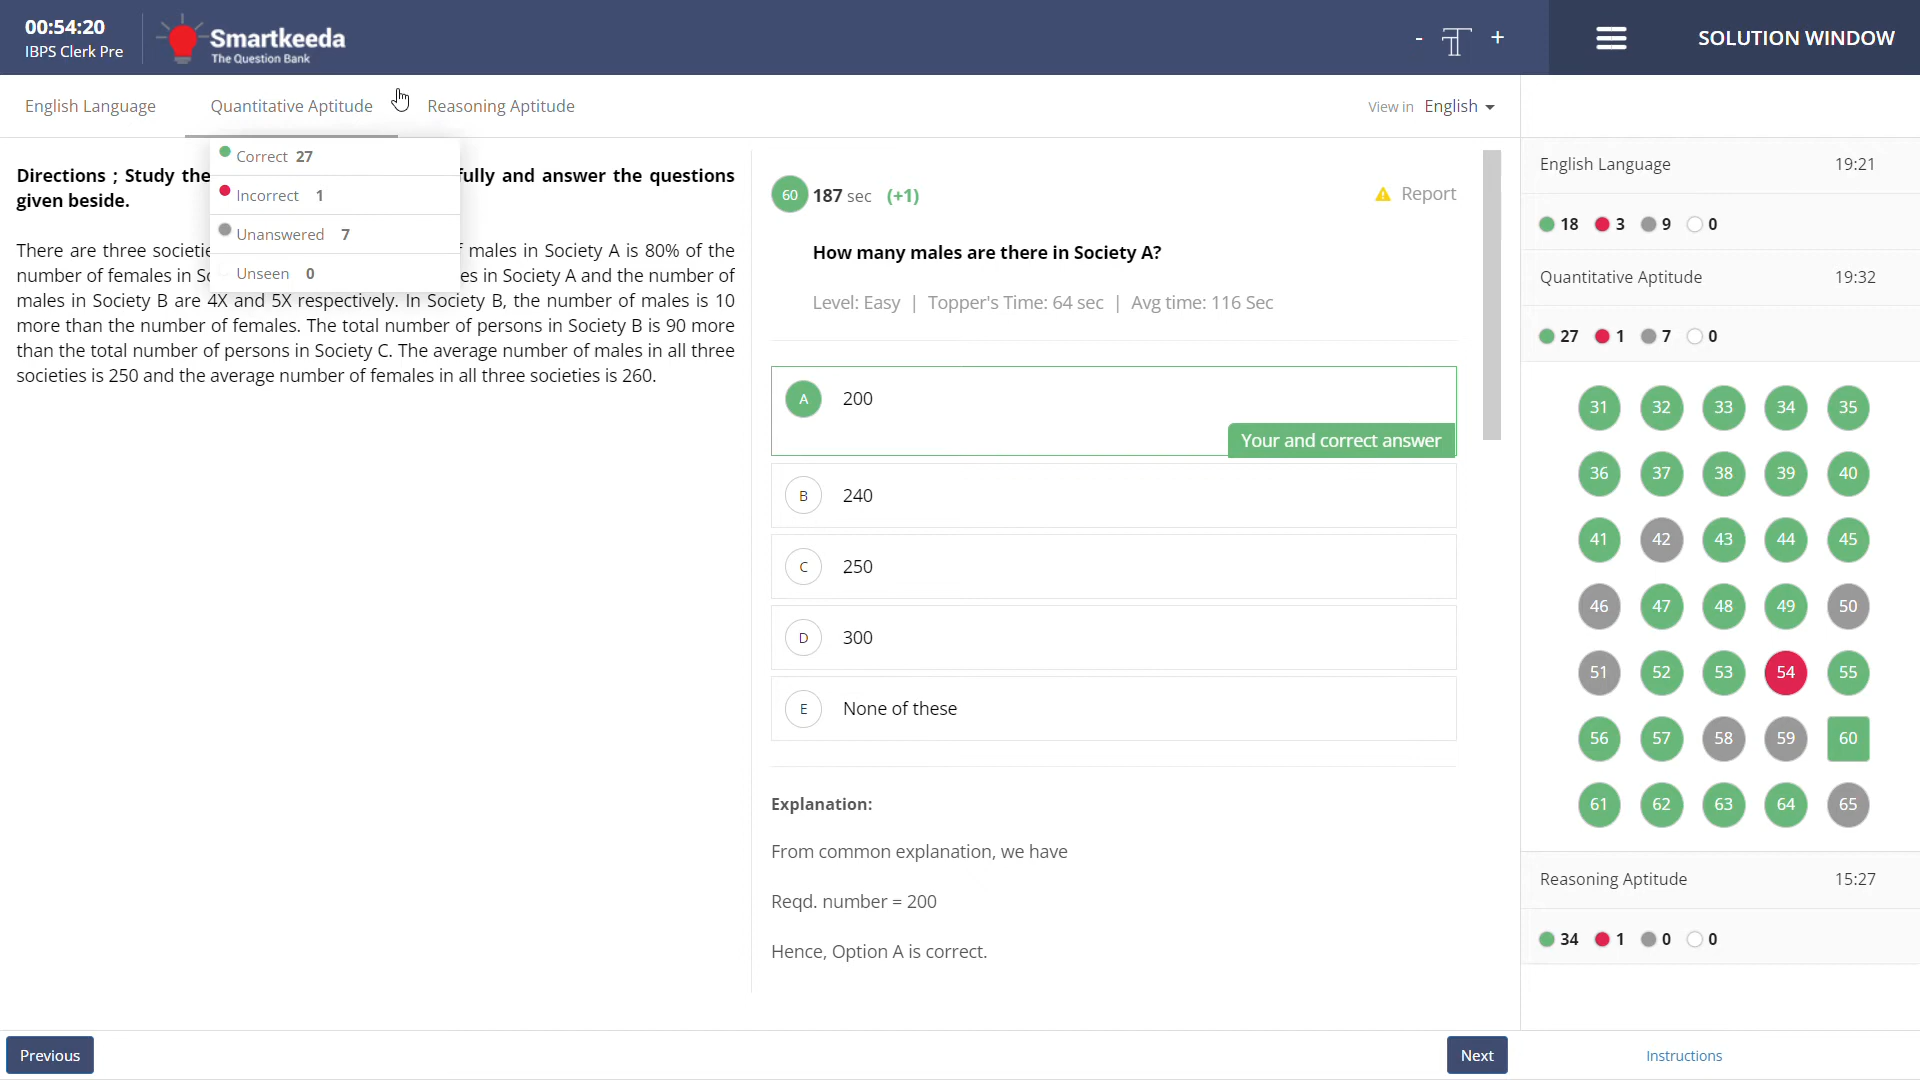 00:54:20
IBPS Clerk Pre
Smartkeeda
The Question Bank
- T +
SOLUTION WINDOW
English Language
Quantitative Aptitude
Reasoning Aptitude
View in English
Correct 27
Incorrect 1
Unanswered 7
Unseen 0
Directions ; Study the fully and answer the questions
given beside.
There are three societie f males in Society A is 80% of the
number of females in So es in Society A and the number of
males in Society B are 4X and 5X respectively. In Society B, the number of males is 10
more than the number of females. The total number of persons in Society B is 90 more
than the total number of persons in Society C. The average number of males in all three
societies is 250 and the average number of females in all three societies is 260.
60 187 sec (+1)
Report
How many males are there in Society A?
Level: Easy | Topper's Time: 64 sec | Avg time: 116 Sec
A 200
Your and correct answer
B 240
C 250
D 300
E None of these
Explanation:
From common explanation, we have
Reqd. number = 200
Hence, Option A is correct.
English Language 19:21
18 3 9 0
Quantitative Aptitude 19:32
27 1 7 0
31 32 33 34 35
36 37 38 39 40
41 42 43 44 45
46 47 48 49 50
51 52 53 54 55
56 57 58 59 60
61 62 63 64 65
Reasoning Aptitude 15:27
34 1 0 0
Previous
Next
Instructions